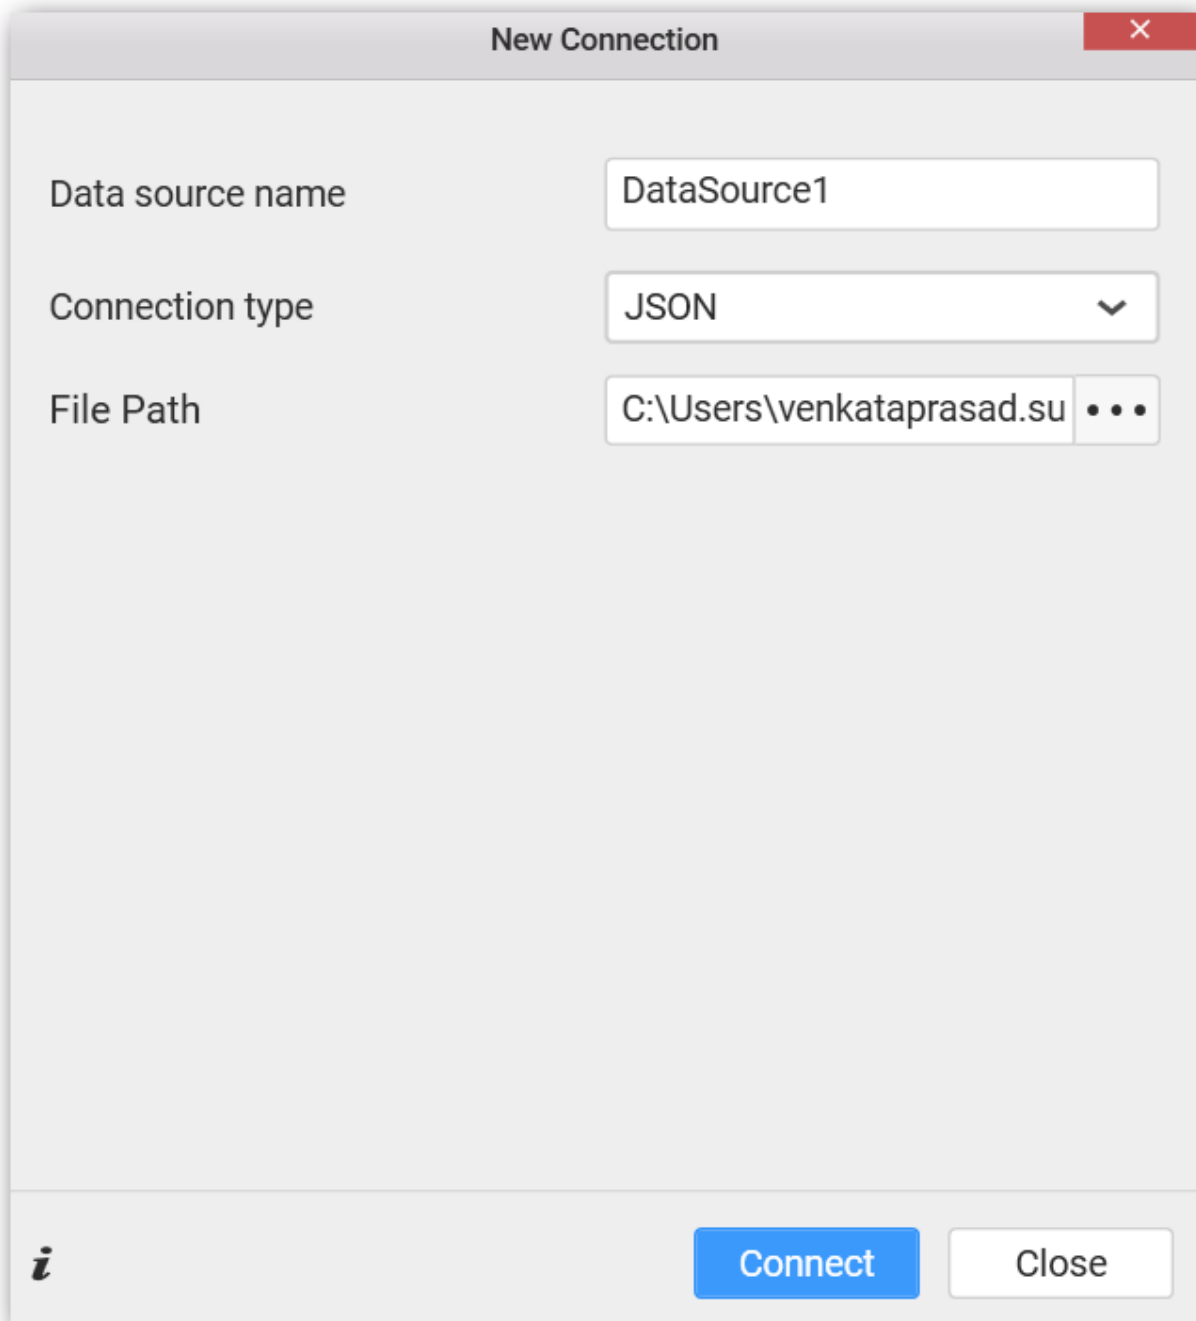 New Connection
Data source name DataSource1
Connection type JSON
File Path C:\Users\venkataprasad.su
Connect Close